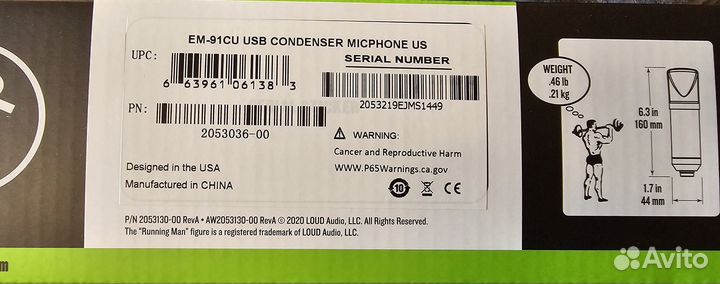 EM-91CU USB CONDENSER MICPHONE US
UPC:
6 63961 06138 3
SERIAL NUMBER
2053219EJMS1449
PN:
2053036-00
WARNING:
Cancer and Reproductive Harm
www.P65Warnings.ca.gov
10
CE
Designed in the USA
Manufactured in CHINA
P/N 2053130-00 RevA • AW2053130-00 RevA © 2020 LOUD Audio, LLC. All Rights Reserved.
The “Running Man” figure is a registered trademark of LOUD Audio, LLC.
WEIGHT
.46 lb
.21 kg
6.3 in
160 mm
1.7 in
44 mm
m
Avito